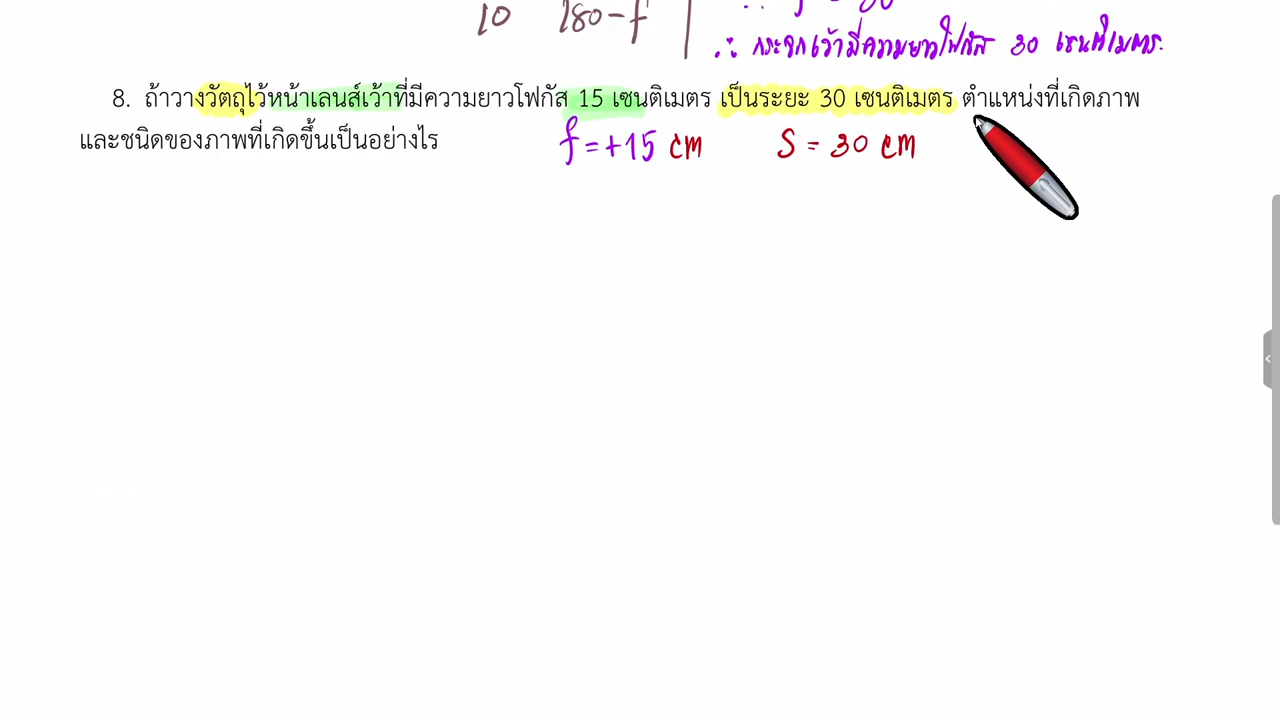 10 180-f
∴ กระจกเว้ามีความยาวโฟกัส 30 เซนติเมตร.
8. ถ้าวางวัตถุไว้หน้าเลนส์เว้าที่มีความยาวโฟกัส 15 เซนติเมตร เป็นระยะ 30 เซนติเมตร ตำแหน่งที่เกิดภาพ
และชนิดของภาพที่เกิดขึ้นเป็นอย่างไร
f = +15 cm S = 30 cm